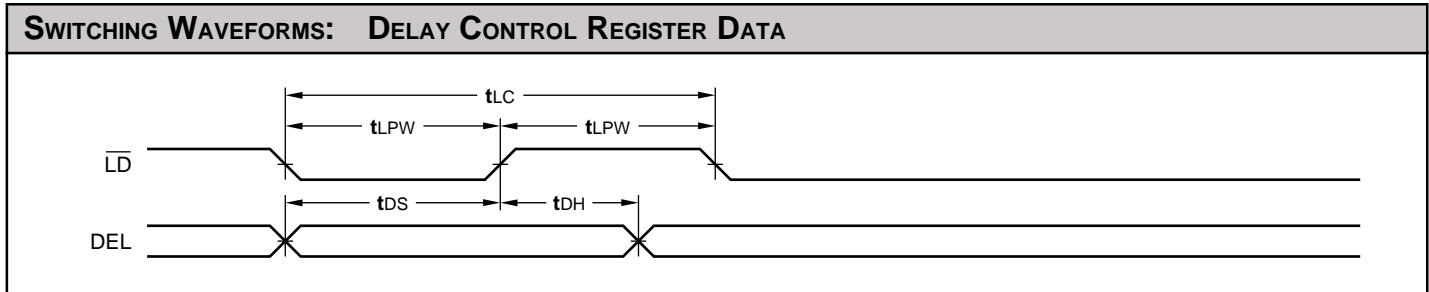 SWITCHING WAVEFORMS: DELAY CONTROL REGISTER DATA
tLC
tLPW tLPW
LD
tDS tDH
DEL